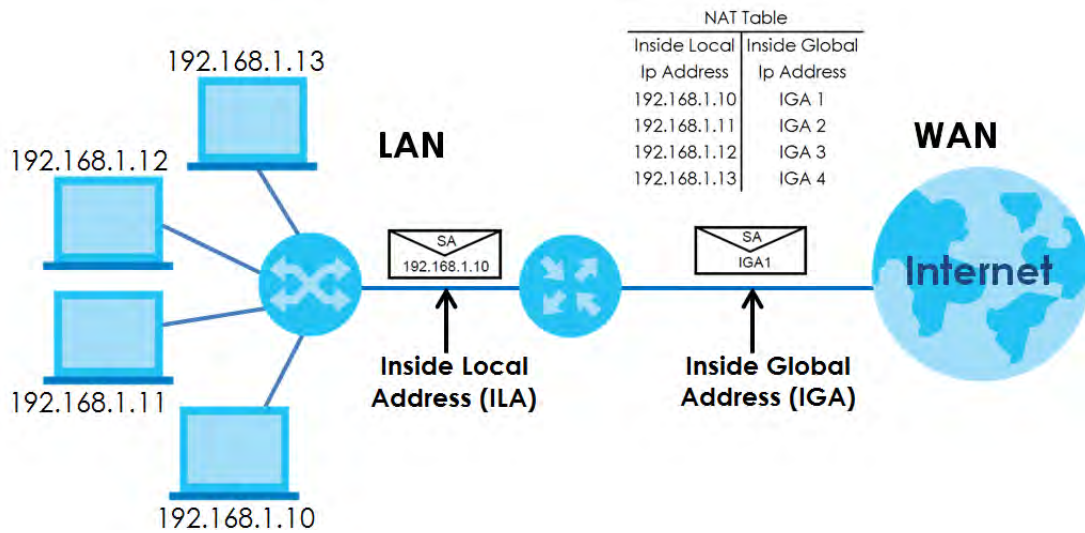 NAT Table
Inside Local Inside Global
Ip Address Ip Address
192.168.1.10 IGA 1
192.168.1.11 IGA 2
192.168.1.12 IGA 3
192.168.1.13 IGA 4
192.168.1.13
LAN
WAN
192.168.1.12
SA
192.168.1.10
SA
IGA1
Internet
Inside Local
Address (ILA)
Inside Global
Address (IGA)
192.168.1.11
192.168.1.10